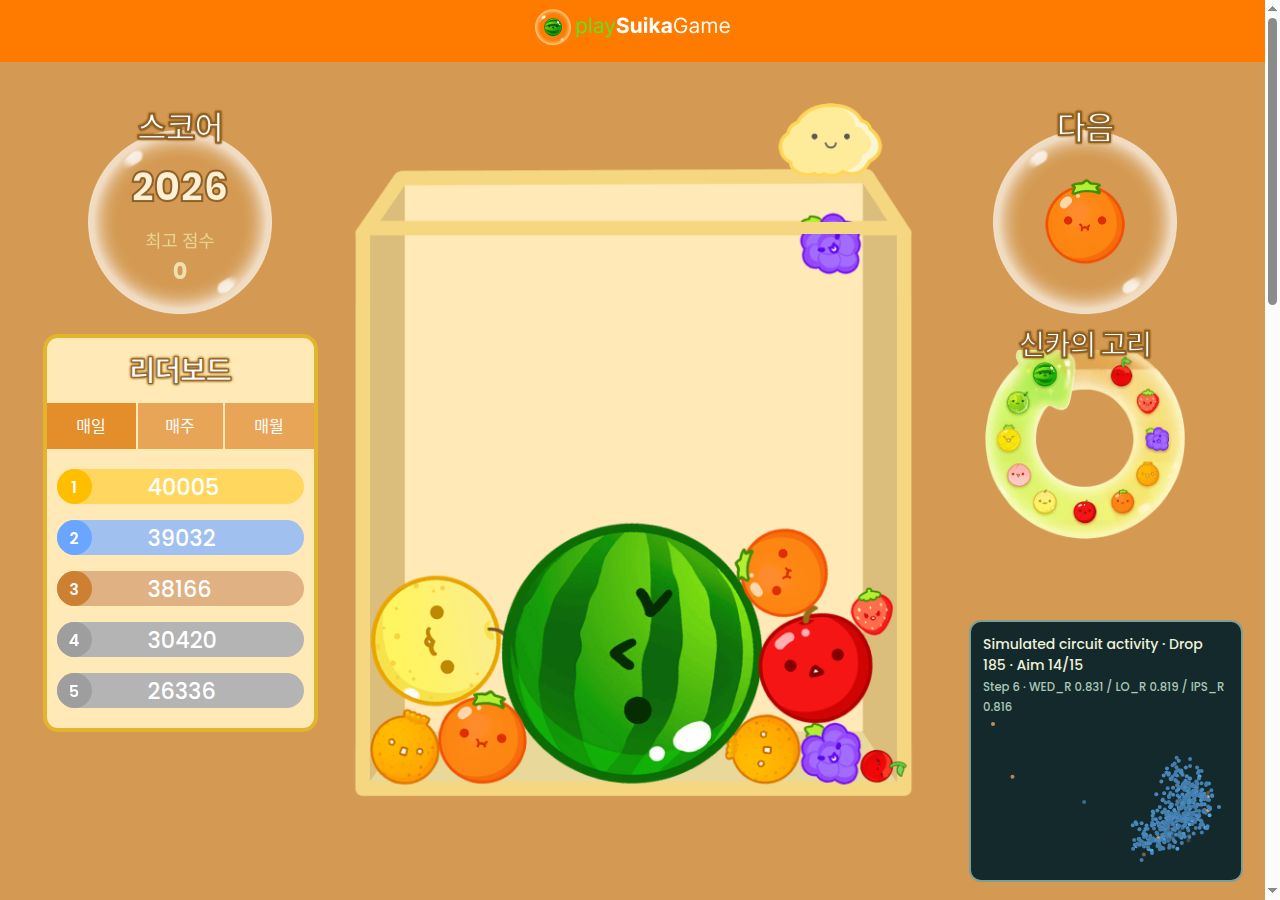 playSuikaGame
스코어
2026
최고 점수
0
리더보드
매일 매주 매월
1 40005
2 39032
3 38166
4 30420
5 26336
다음
신카의 고리
Simulated circuit activity · Drop
185 · Aim 14/15
Step 6 · WED_R 0.831 / LO_R 0.819 / IPS_R
0.816